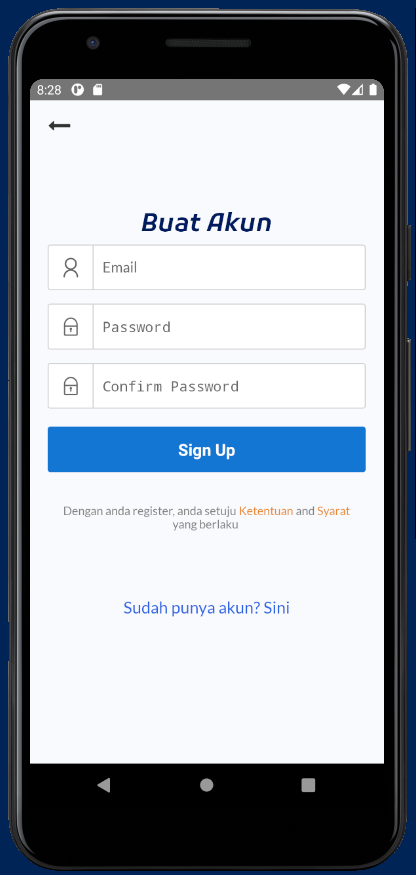 8:28
Buat Akun
Email
Password
Confirm Password
Sign Up
Dengan anda register, anda setuju Ketentuan and Syarat
yang berlaku
Sudah punya akun? Sini